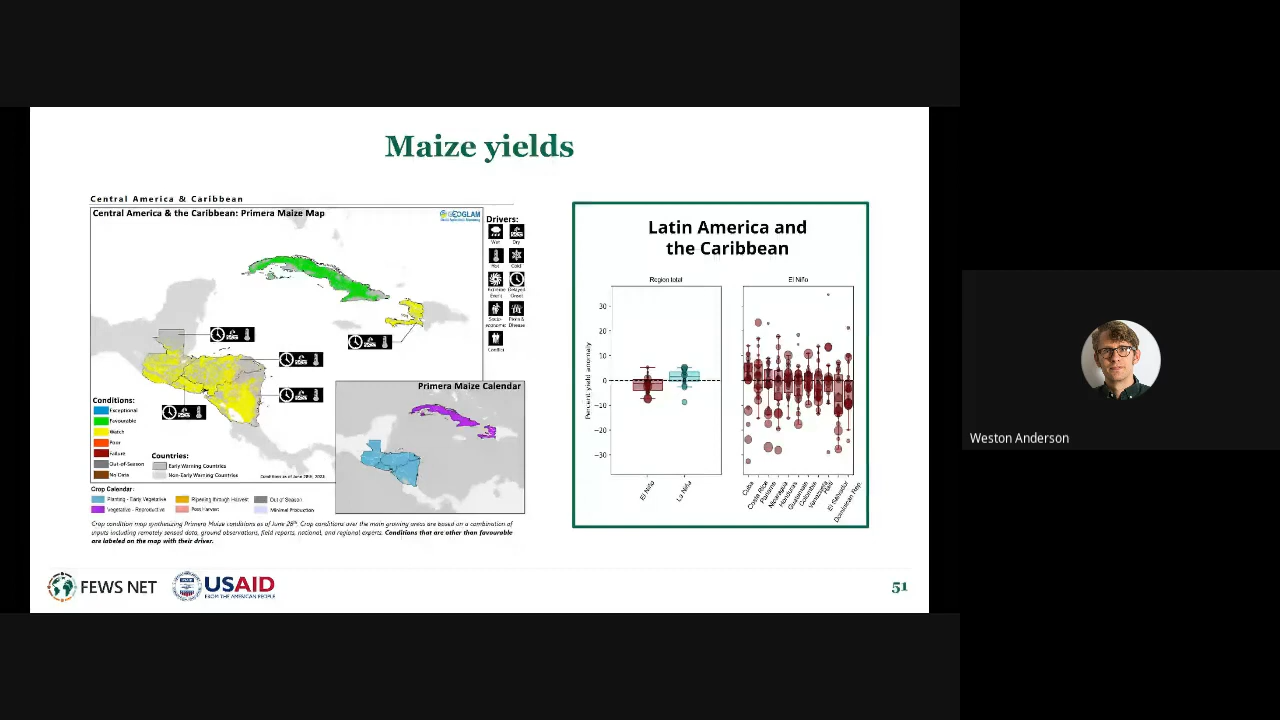 Maize yields
Central America & Caribbean
Central America & the Caribbean: Primera Maize Map
GEOGLAM
Drivers:
Wet
Dry
Hot
Cold
Extreme Event
Delayed Onset
Socio-economic
Pest & Disease
Conflict
Conditions:
Exceptional
Favourable
Watch
Poor
Failure
Out-of-Season
No Data
Countries:
Early Warning Countries
Non-Early Warning Countries
Conditions as of June 28th,
Primera Maize Calendar
Crop Calendar:
Planting - Early Vegetative
Ripening through Harvest
Out of Season
Vegetative - Reproductive
Post Harvest
Minimal Production
Crop condition map synthesizing Primera Maize conditions as of June 28th. Crop conditions over the main growing areas are based on a combination of
inputs including remotely sensed data, ground observations, field reports, national, and regional experts. Conditions that are other than favourable
are labeled on the map with their driver.
Latin America and
the Caribbean
Region total
El Niño
Percent yield anomaly
30
20
10
0
−10
−20
−30
El Niño
La Niña
Cuba
Costa Rica
Panama
Nicaragua
Honduras
Guatemala
Colombia
Venezuela
Haiti
El Salvador
Dominican Rep.
FEWS NET
USAID
FROM THE AMERICAN PEOPLE
51
Weston Anderson